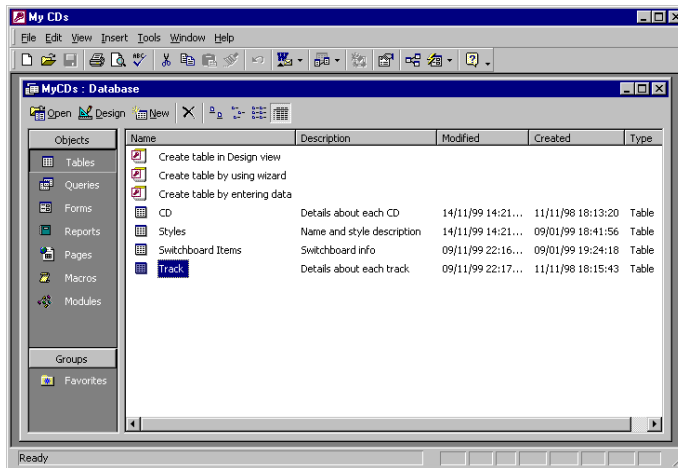 My CDs
File Edit View Insert Tools Window Help
MyCDs : Database
Open Design New
Objects Name Description Modified Created Type
Tables Create table in Design view
Queries Create table by using wizard
Create table by entering data
Forms CD Details about each CD 14/11/99 14:21... 11/11/98 18:13:20 Table
Reports Styles Name and style description 14/11/99 14:21... 09/01/99 18:41:56 Table
Pages Switchboard Items Switchboard info 09/11/99 22:16... 09/01/99 19:24:18 Table
Macros Track Details about each track 09/11/99 22:17... 11/11/98 18:15:43 Table
Modules
Groups
Favorites
Ready